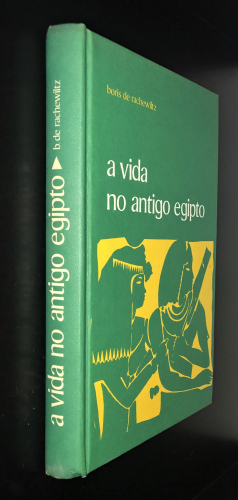 boris de rachewiltz
a vida
no antigo egipto
a vida no antigo egipto ▶ b. de rachewiltz